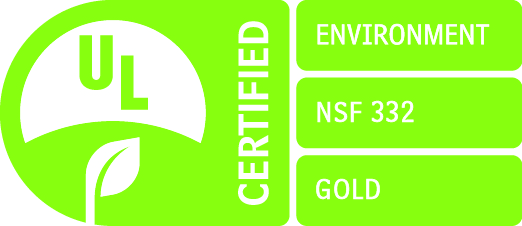 UL
CERTIFIED
ENVIRONMENT
NSF 332
GOLD